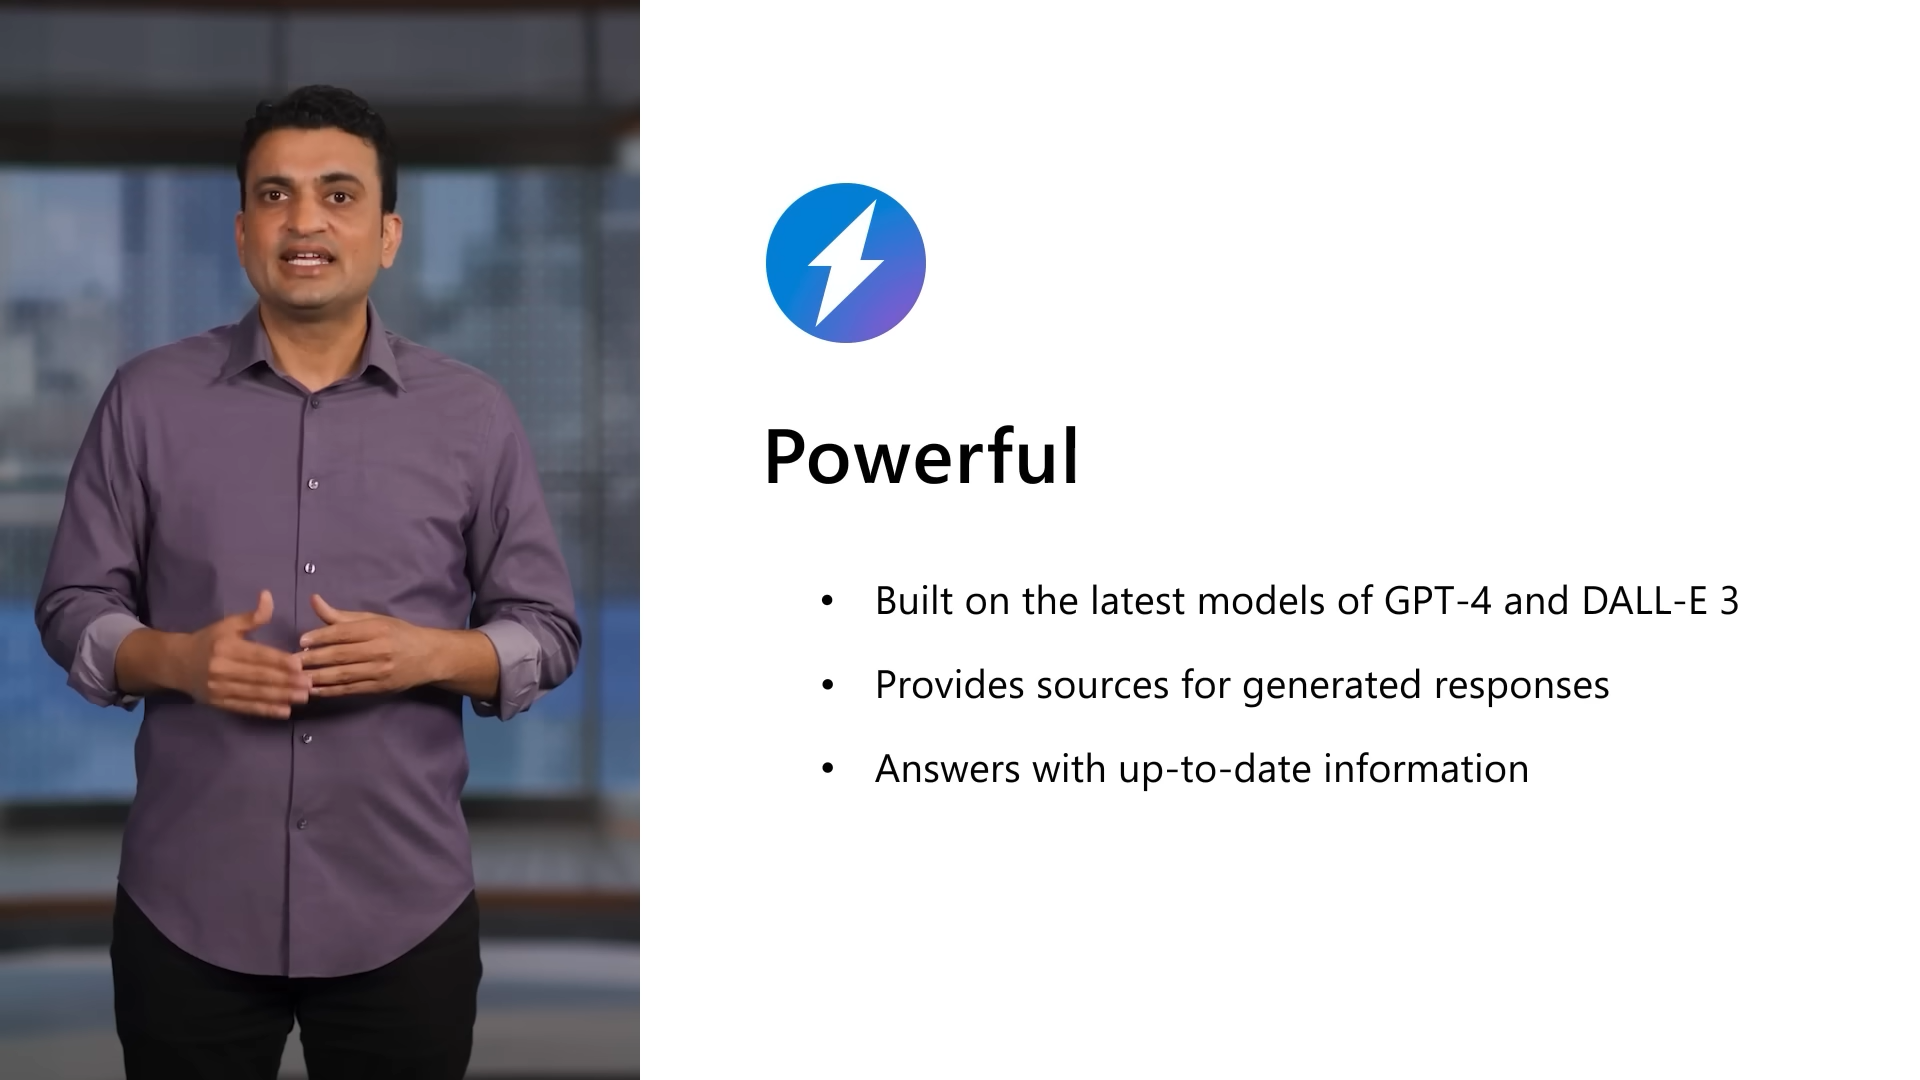 Powerful
• Built on the latest models of GPT-4 and DALL-E 3
• Provides sources for generated responses
• Answers with up-to-date information